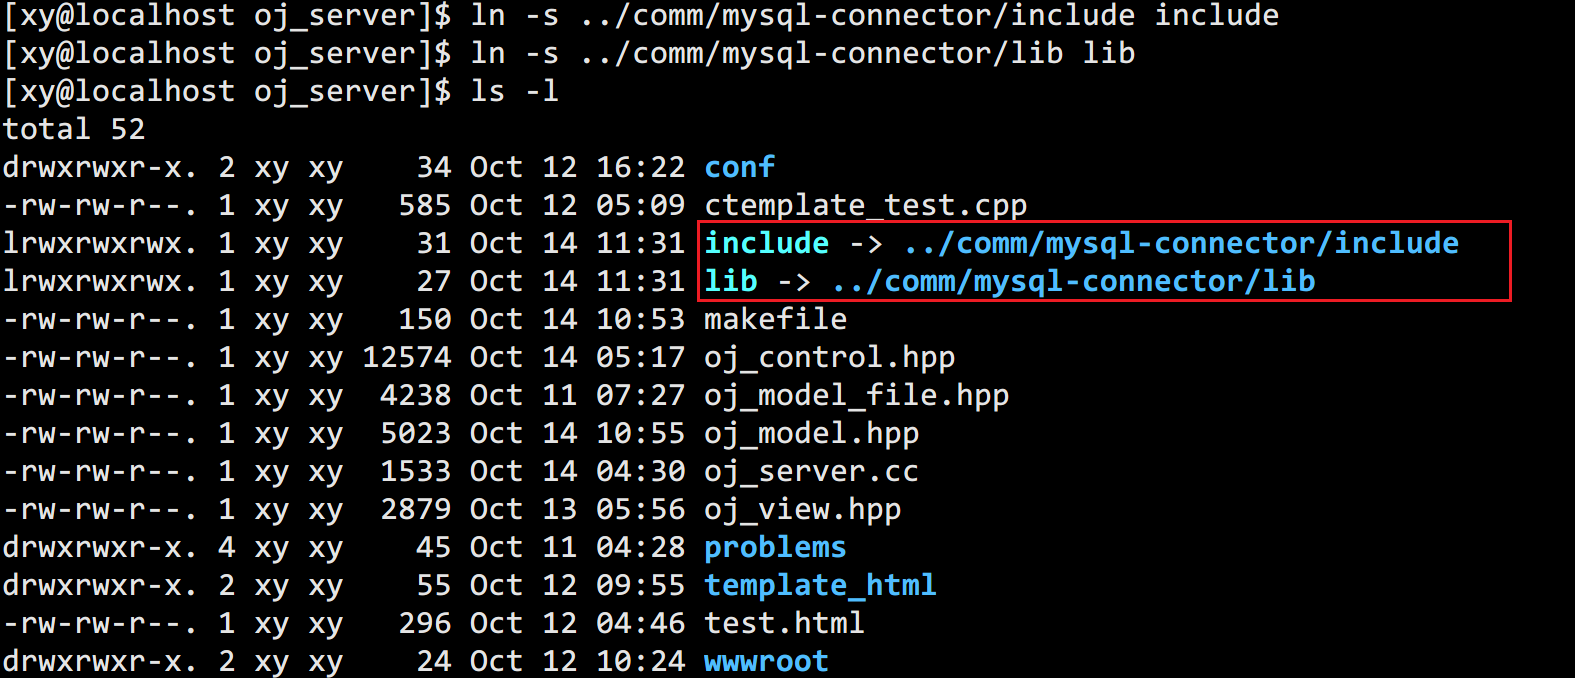 [xy@localhost oj_server]$ ln -s ../comm/mysql-connector/include include
[xy@localhost oj_server]$ ln -s ../comm/mysql-connector/lib lib
[xy@localhost oj_server]$ ls -l
total 52
drwxrwxr-x. 2 xy xy    34 Oct 12 16:22 conf
-rw-rw-r--. 1 xy xy   585 Oct 12 05:09 ctemplate_test.cpp
lrwxrwxrwx. 1 xy xy    31 Oct 14 11:31 include -> ../comm/mysql-connector/include
lrwxrwxrwx. 1 xy xy    27 Oct 14 11:31 lib -> ../comm/mysql-connector/lib
-rw-rw-r--. 1 xy xy   150 Oct 14 10:53 makefile
-rw-rw-r--. 1 xy xy 12574 Oct 14 05:17 oj_control.hpp
-rw-rw-r--. 1 xy xy  4238 Oct 11 07:27 oj_model_file.hpp
-rw-rw-r--. 1 xy xy  5023 Oct 14 10:55 oj_model.hpp
-rw-rw-r--. 1 xy xy  1533 Oct 14 04:30 oj_server.cc
-rw-rw-r--. 1 xy xy  2879 Oct 13 05:56 oj_view.hpp
drwxrwxr-x. 4 xy xy    45 Oct 11 04:28 problems
drwxrwxr-x. 2 xy xy    55 Oct 12 09:55 template_html
-rw-rw-r--. 1 xy xy   296 Oct 12 04:46 test.html
drwxrwxr-x. 2 xy xy    24 Oct 12 10:24 wwwroot